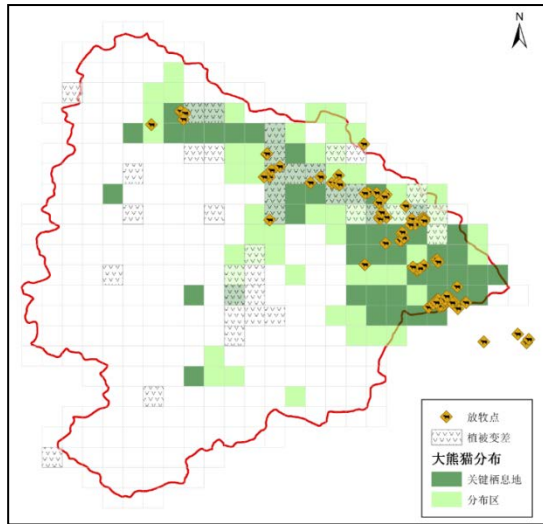 N
放牧点
植被变差
大熊猫分布
关键栖息地
分布区